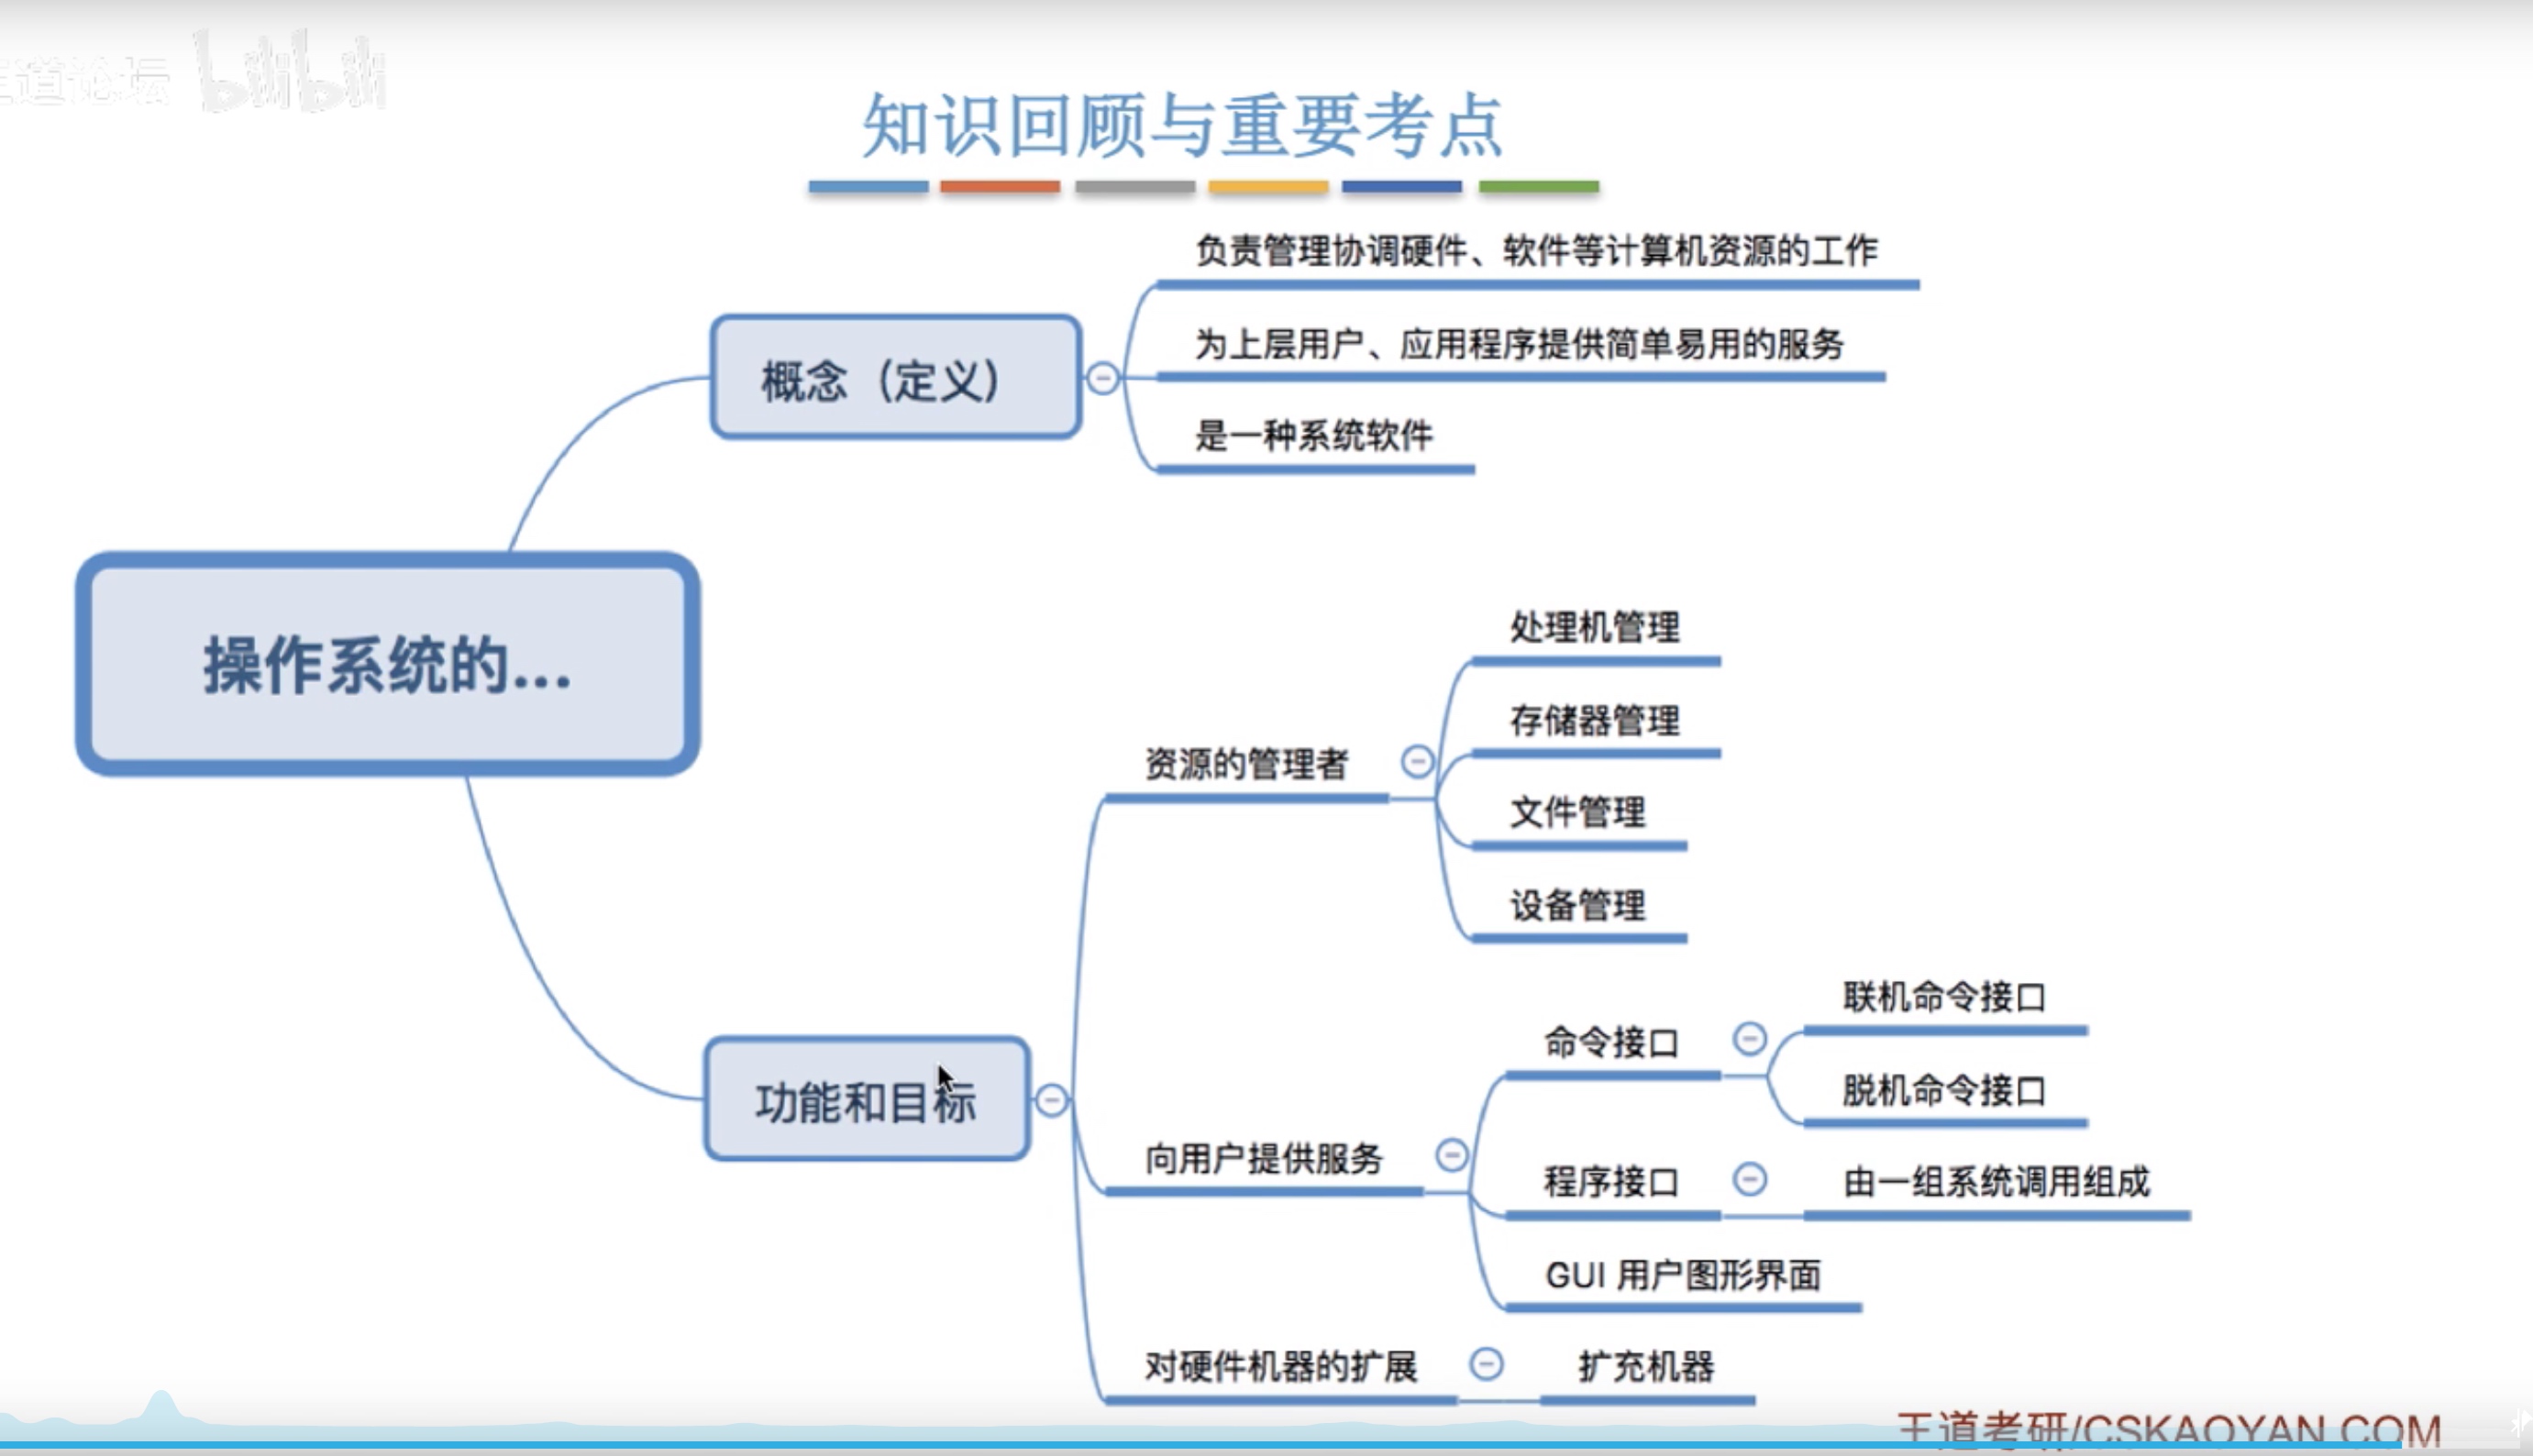 王道论坛 bilibili
知识回顾与重要考点
负责管理协调硬件、软件等计算机资源的工作
为上层用户、应用程序提供简单易用的服务
概念（定义）
是一种系统软件
操作系统的...
处理机管理
存储器管理
资源的管理者
文件管理
设备管理
联机命令接口
命令接口
脱机命令接口
功能和目标
向用户提供服务
程序接口
由一组系统调用组成
GUI 用户图形界面
对硬件机器的扩展
扩充机器
王道考研/CSKAOYAN.COM